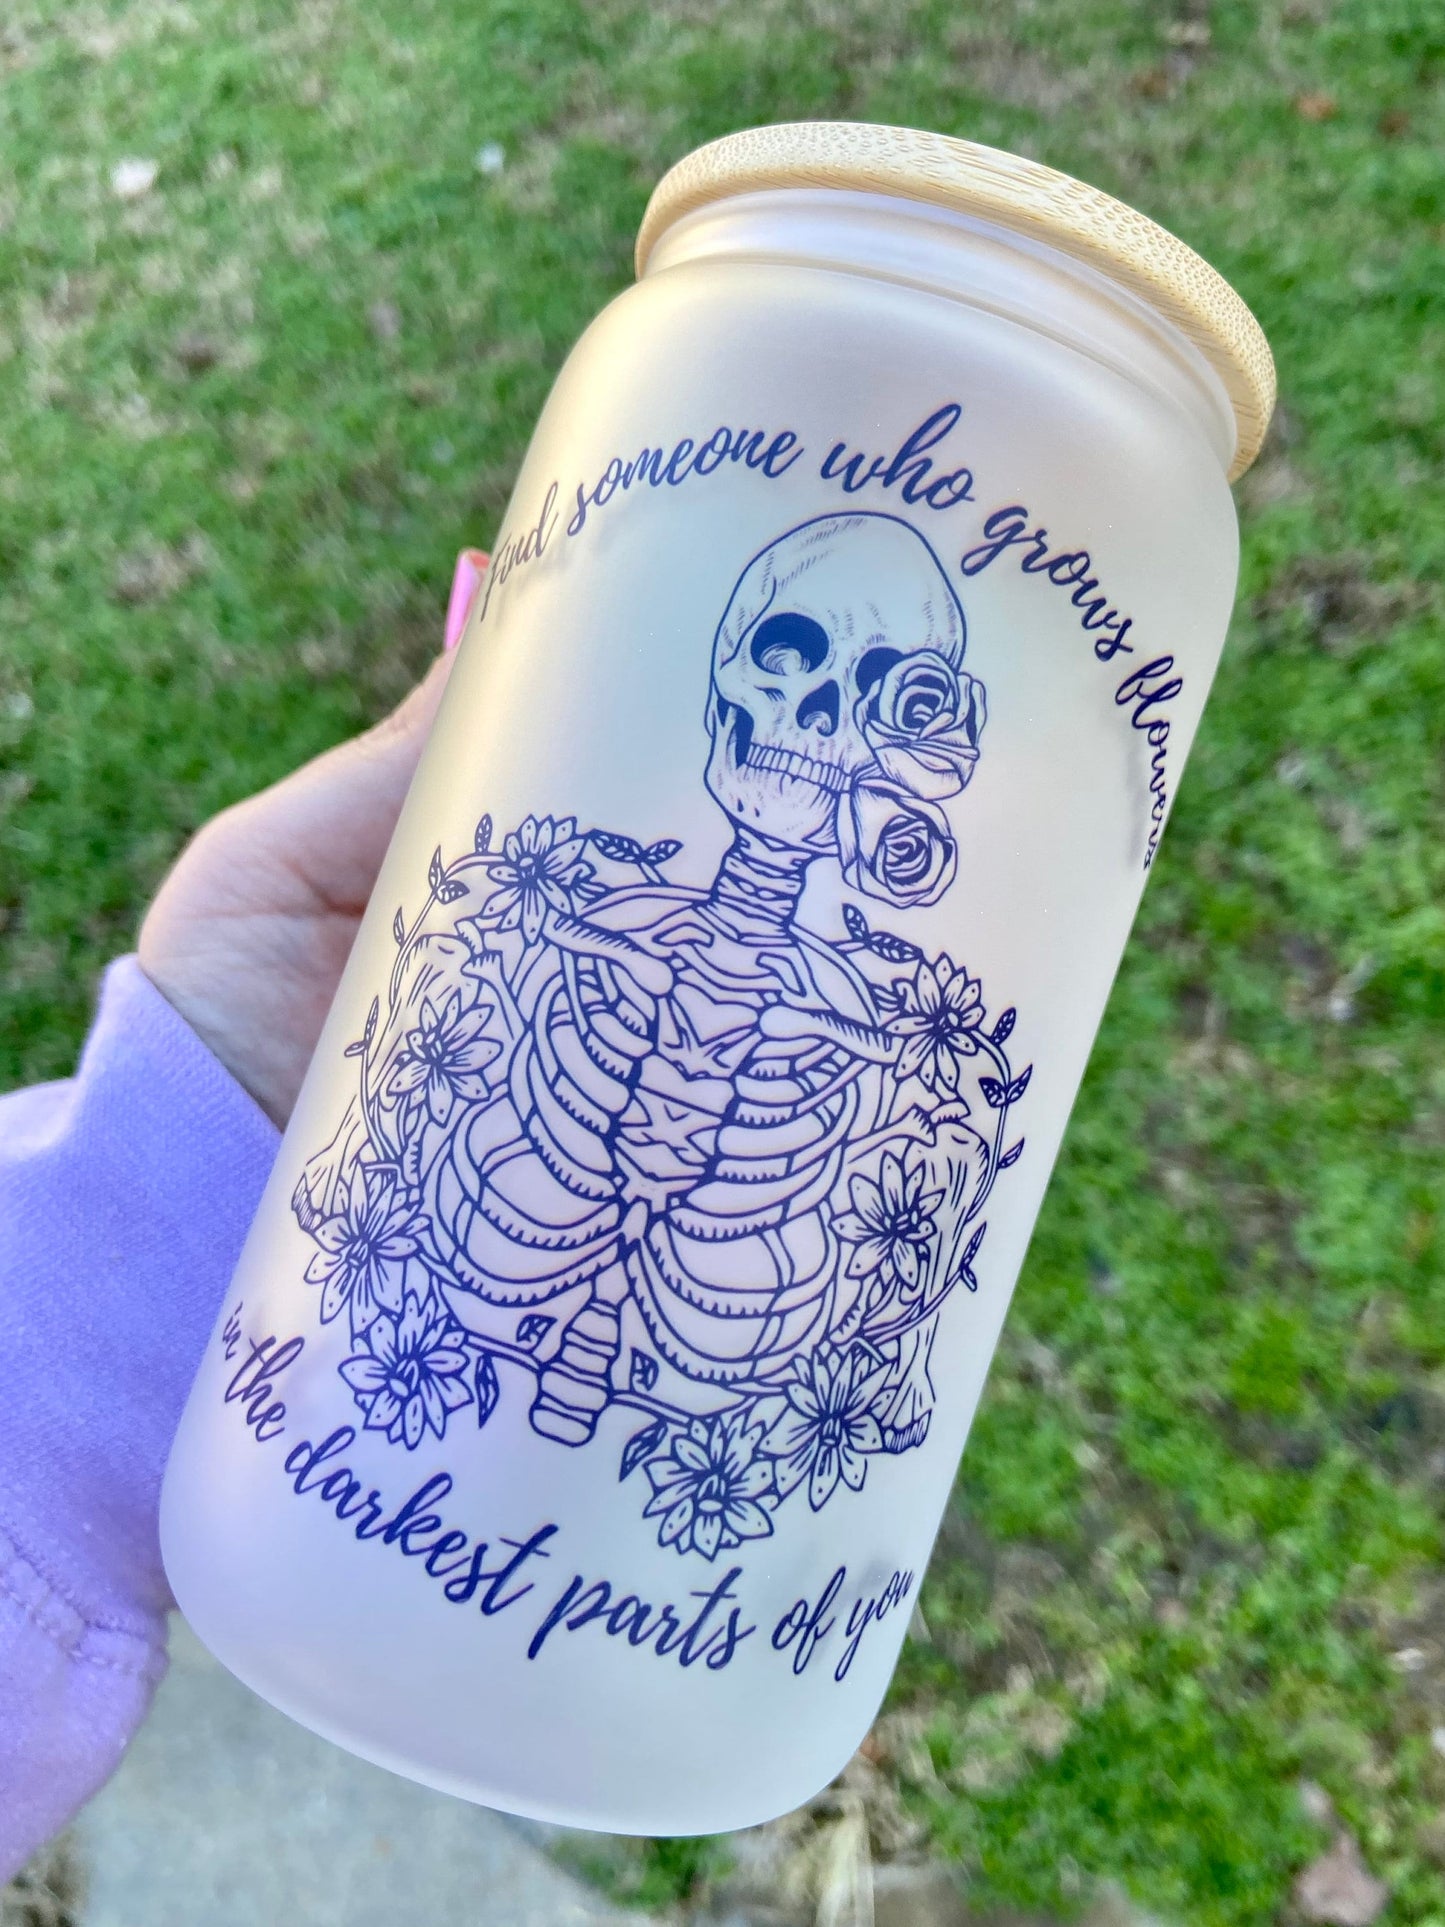 Find someone who grows flowers
in the darkest parts of you